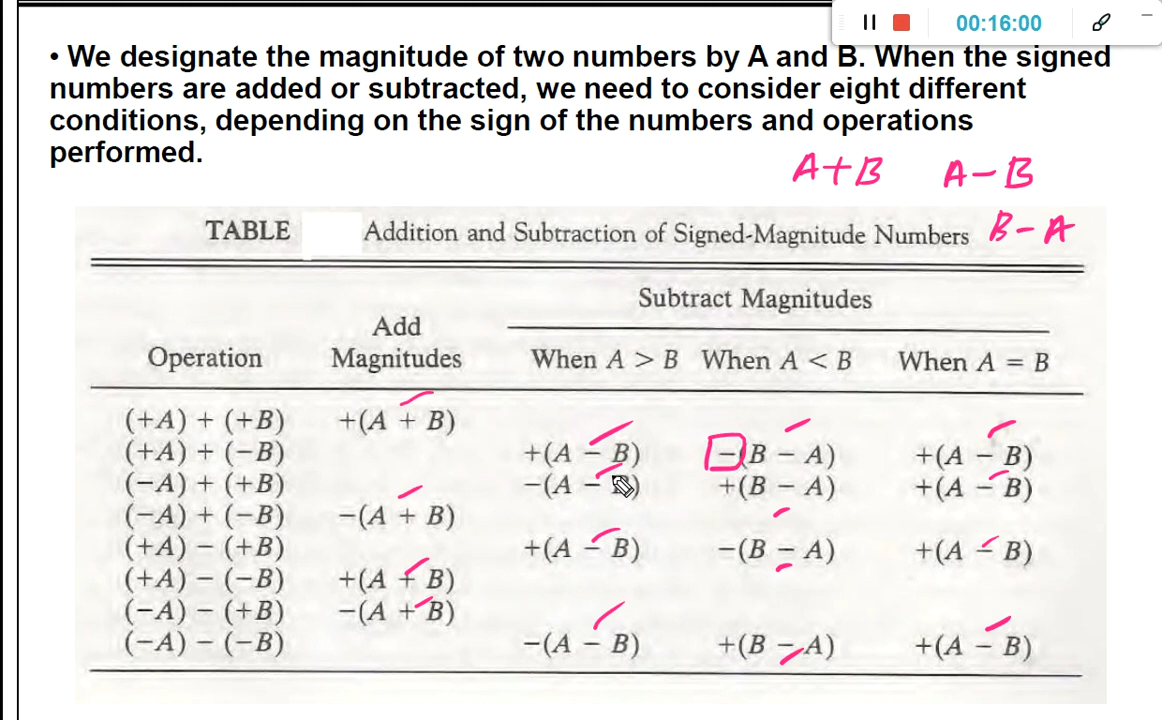 00:16:00
• We designate the magnitude of two numbers by A and B. When the signed
numbers are added or subtracted, we need to consider eight different
conditions, depending on the sign of the numbers and operations
performed.
A+B A-B
B-A
TABLE Addition and Subtraction of Signed-Magnitude Numbers
Subtract Magnitudes
Add
Operation Magnitudes When A > B When A < B When A = B
(+A) + (+B) +(A + B)
(+A) + (−B) +(A − B) −(B − A) +(A − B)
(−A) + (+B) −(A − B) +(B − A) +(A − B)
(−A) + (−B) −(A + B)
(+A) − (+B) +(A − B) −(B − A) +(A − B)
(+A) − (−B) +(A + B)
(−A) − (+B) −(A + B)
(−A) − (−B) −(A − B) +(B − A) +(A − B)